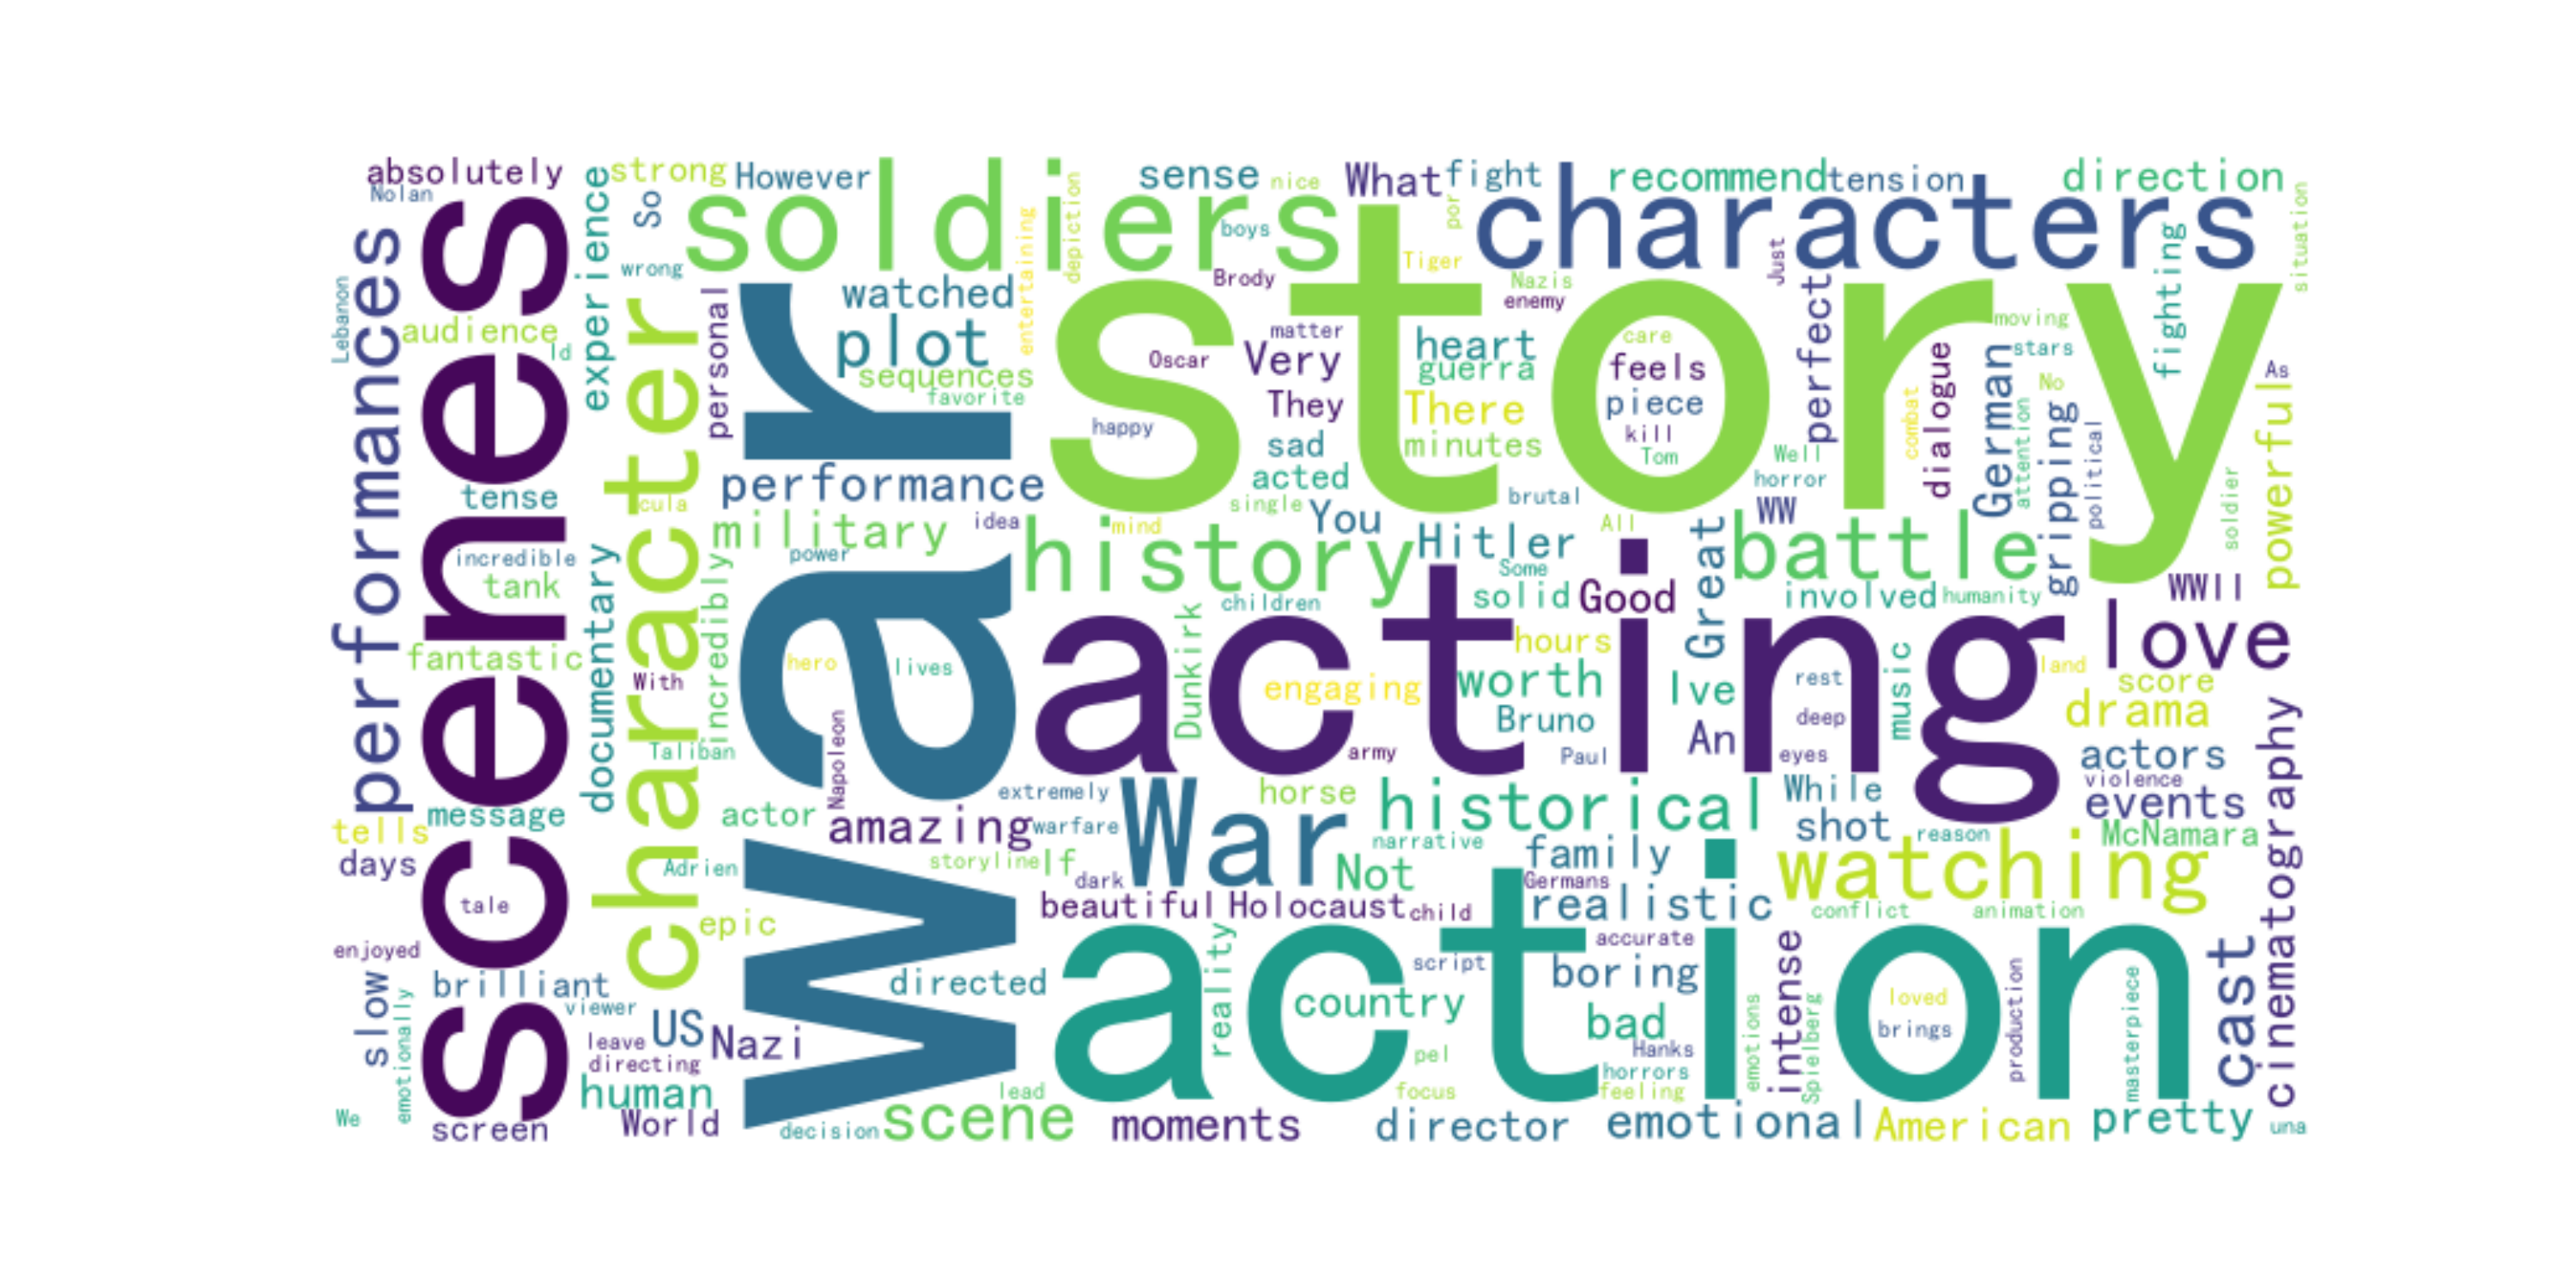 absolutely
Nolan
performances
Lebanon
scenes
audience
ld
tense
incredible
tank
fantastic
message
tells
days
tale
enjoyed
slow
emotionally
We
screen
brilliant
viewer
experience
strong
So
However
wrong
character
personal
documentary
incredibly
cula
With
Taliban
Adrien
epic
actor
leave
US
directing
human
World
Nazi
soldiers
watched
plot
sequences
favorite
entertaining
depiction
performance
military
idea
power
war
hero
lives
Napoleon
amazing
extremely
warfare
storyline
If
dark
directed
decision
scene
lead
moments
sense
nice
What
fight
boys
por
Tiger
Brody
Nazis
enemy
story
matter
Oscar
Very
heart
guerra
They
There
happy
sad
minutes
acted
single
You
brutal
mind
history
Hitler
Some
All
children
solid
Good
Dunkirk
acting
engaging
hours
worth
Bruno
army
Paul
War
horse
historical
narrative
Not
family
Germans
beautiful
Holocaust
child
realistic
action
reality
country
script
accurate
boring
pel
focus
bad
Hanks
horrors
feeling
director
emotional
recommend
tension
direction
characters
Just
fighting
situation
care
feels
piece
kill
Tom
perfect
moving
stars
As
No
combat
dialogue
German
attention
gripping
political
powerful
soldier
Well
horror
WW
Great
battle
involved
humanity
WWII
love
Ive
An
rest
deep
eyes
music
land
score
drama
actors
violence
events
While
shot
reason
McNamara
watching
conflict
animation
cinematography
cast
intense
emotions
Spielberg
loved
brings
production
masterpiece
American
pretty
una